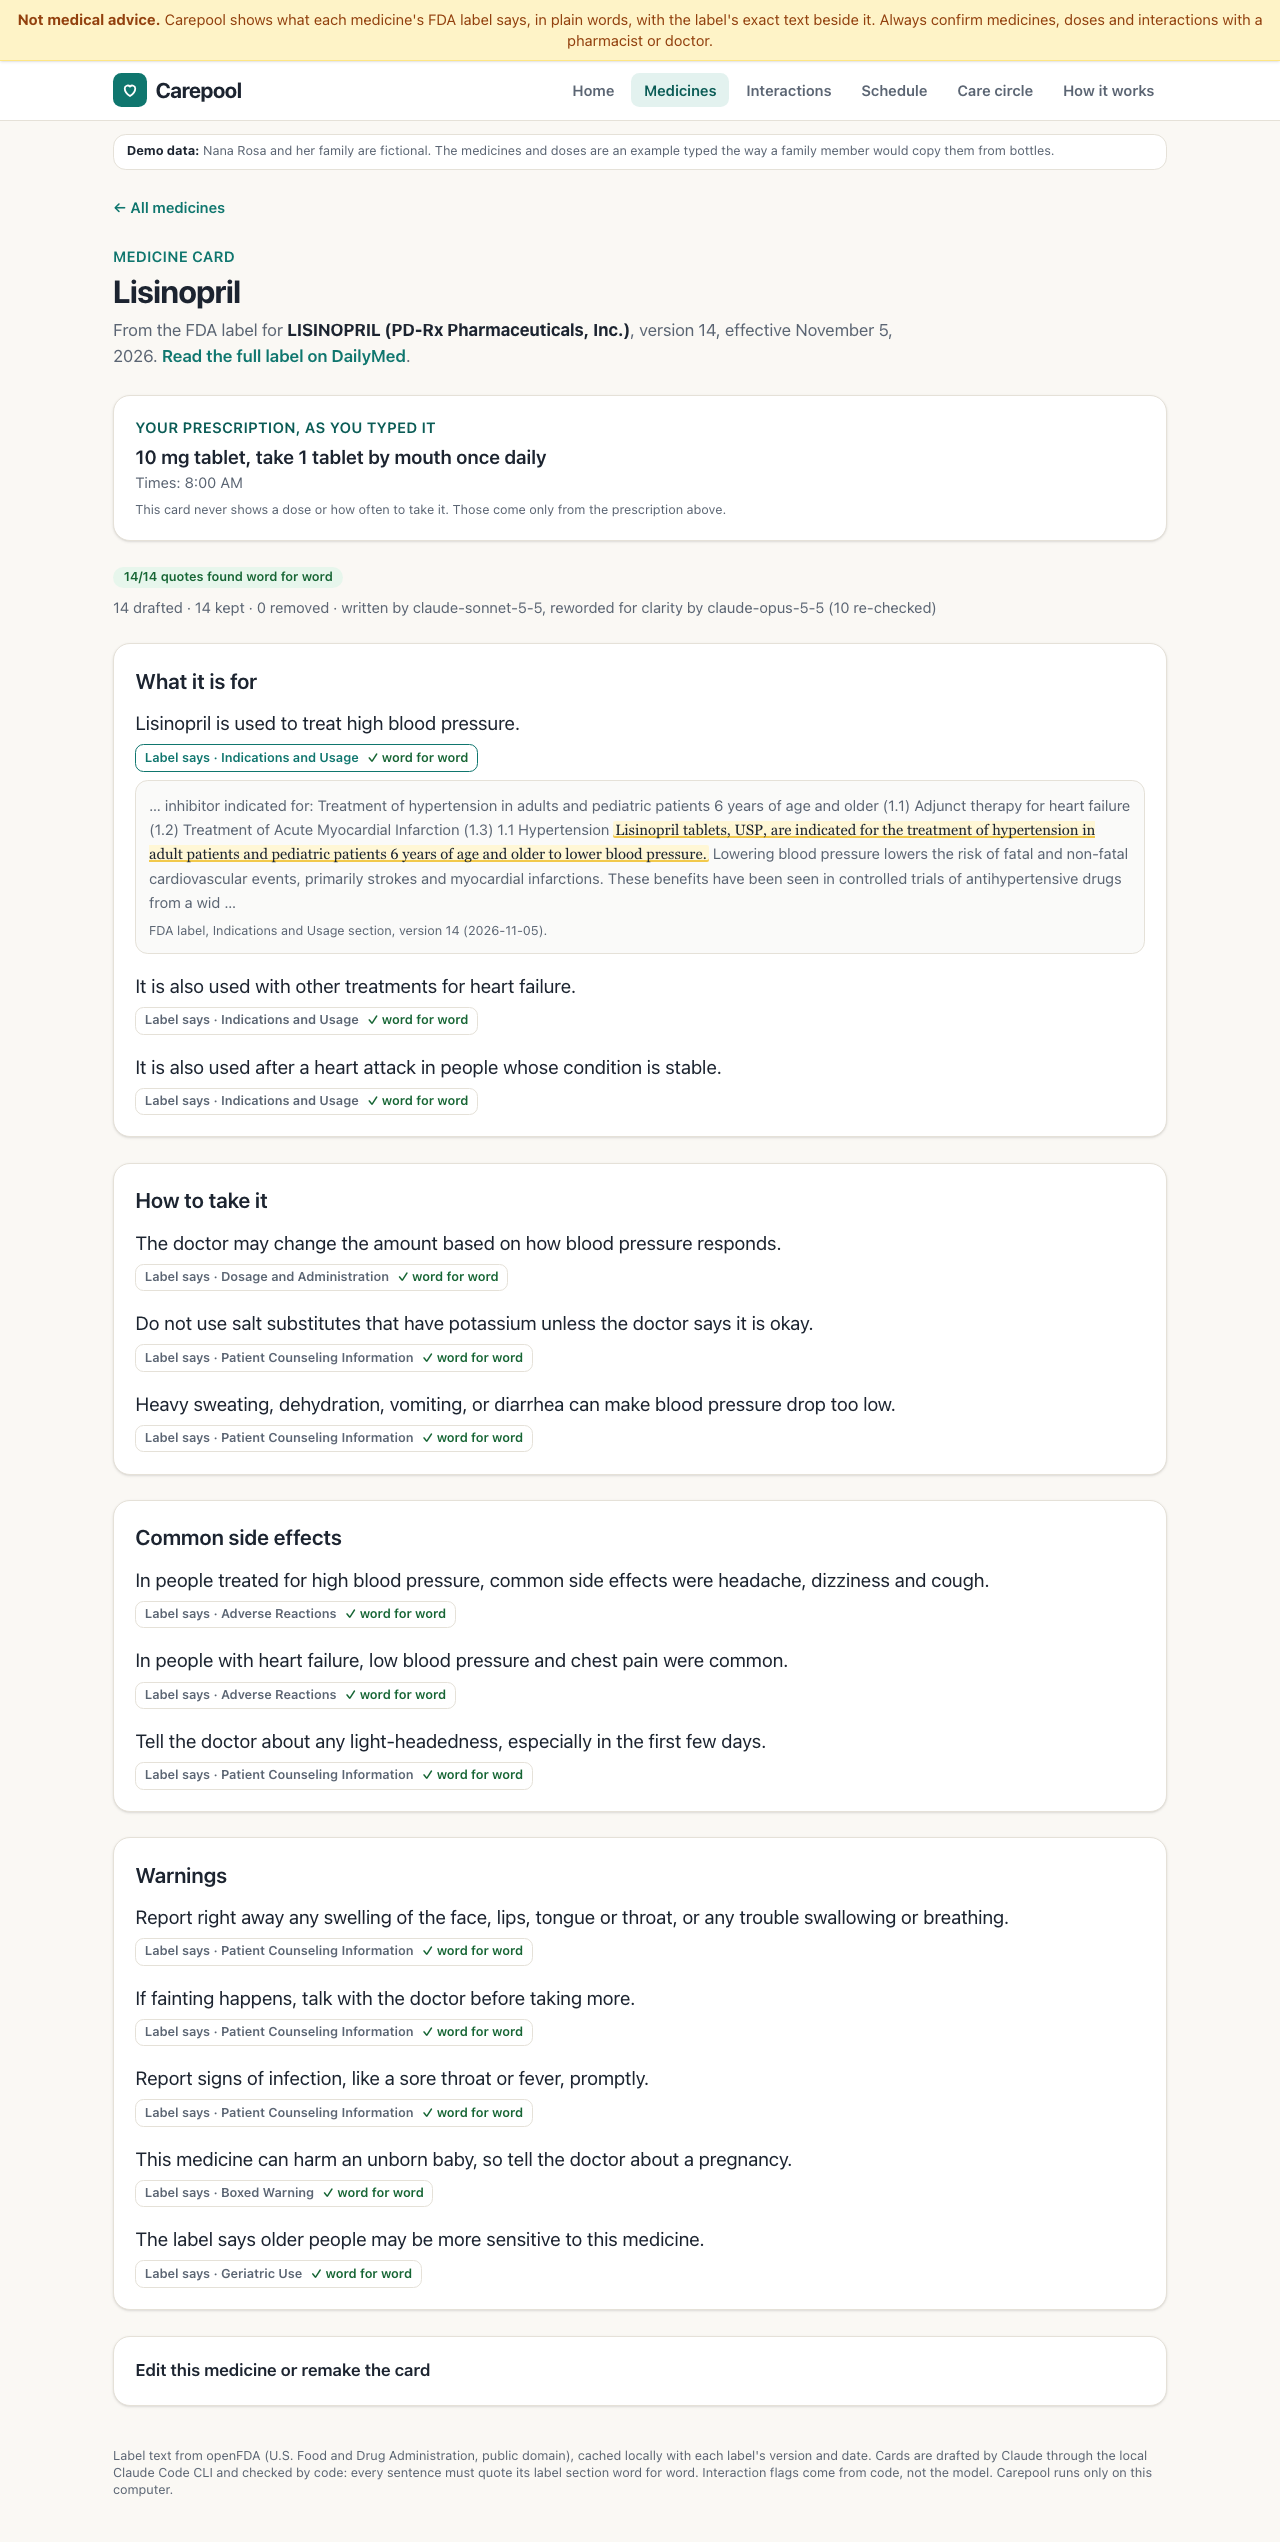 Not medical advice. Carepool shows what each medicine's FDA label says, in plain words, with the label's exact text beside it. Always confirm medicines, doses and interactions with a
pharmacist or doctor.
Carepool
Home
Medicines
Interactions
Schedule
Care circle
How it works
Demo data: Nana Rosa and her family are fictional. The medicines and doses are an example typed the way a family member would copy them from bottles.
← All medicines
MEDICINE CARD
Lisinopril
From the FDA label for LISINOPRIL (PD-Rx Pharmaceuticals, Inc.), version 14, effective November 5,
2026. Read the full label on DailyMed.
YOUR PRESCRIPTION, AS YOU TYPED IT
10 mg tablet, take 1 tablet by mouth once daily
Times: 8:00 AM
This card never shows a dose or how often to take it. Those come only from the prescription above.
14/14 quotes found word for word
14 drafted · 14 kept · 0 removed · written by claude-sonnet-5-5, reworded for clarity by claude-opus-5-5 (10 re-checked)
What it is for
Lisinopril is used to treat high blood pressure.
Label says · Indications and Usage ✓ word for word
... inhibitor indicated for: Treatment of hypertension in adults and pediatric patients 6 years of age and older (1.1) Adjunct therapy for heart failure
(1.2) Treatment of Acute Myocardial Infarction (1.3) 1.1 Hypertension Lisinopril tablets, USP, are indicated for the treatment of hypertension in
adult patients and pediatric patients 6 years of age and older to lower blood pressure. Lowering blood pressure lowers the risk of fatal and non-fatal
cardiovascular events, primarily strokes and myocardial infarctions. These benefits have been seen in controlled trials of antihypertensive drugs
from a wid ...
FDA label, Indications and Usage section, version 14 (2026-11-05).
It is also used with other treatments for heart failure.
Label says · Indications and Usage ✓ word for word
It is also used after a heart attack in people whose condition is stable.
Label says · Indications and Usage ✓ word for word
How to take it
The doctor may change the amount based on how blood pressure responds.
Label says · Dosage and Administration ✓ word for word
Do not use salt substitutes that have potassium unless the doctor says it is okay.
Label says · Patient Counseling Information ✓ word for word
Heavy sweating, dehydration, vomiting, or diarrhea can make blood pressure drop too low.
Label says · Patient Counseling Information ✓ word for word
Common side effects
In people treated for high blood pressure, common side effects were headache, dizziness and cough.
Label says · Adverse Reactions ✓ word for word
In people with heart failure, low blood pressure and chest pain were common.
Label says · Adverse Reactions ✓ word for word
Tell the doctor about any light-headedness, especially in the first few days.
Label says · Patient Counseling Information ✓ word for word
Warnings
Report right away any swelling of the face, lips, tongue or throat, or any trouble swallowing or breathing.
Label says · Patient Counseling Information ✓ word for word
If fainting happens, talk with the doctor before taking more.
Label says · Patient Counseling Information ✓ word for word
Report signs of infection, like a sore throat or fever, promptly.
Label says · Patient Counseling Information ✓ word for word
This medicine can harm an unborn baby, so tell the doctor about a pregnancy.
Label says · Boxed Warning ✓ word for word
The label says older people may be more sensitive to this medicine.
Label says · Geriatric Use ✓ word for word
Edit this medicine or remake the card
Label text from openFDA (U.S. Food and Drug Administration, public domain), cached locally with each label's version and date. Cards are drafted by Claude through the local
Claude Code CLI and checked by code: every sentence must quote its label section word for word. Interaction flags come from code, not the model. Carepool runs only on this
computer.